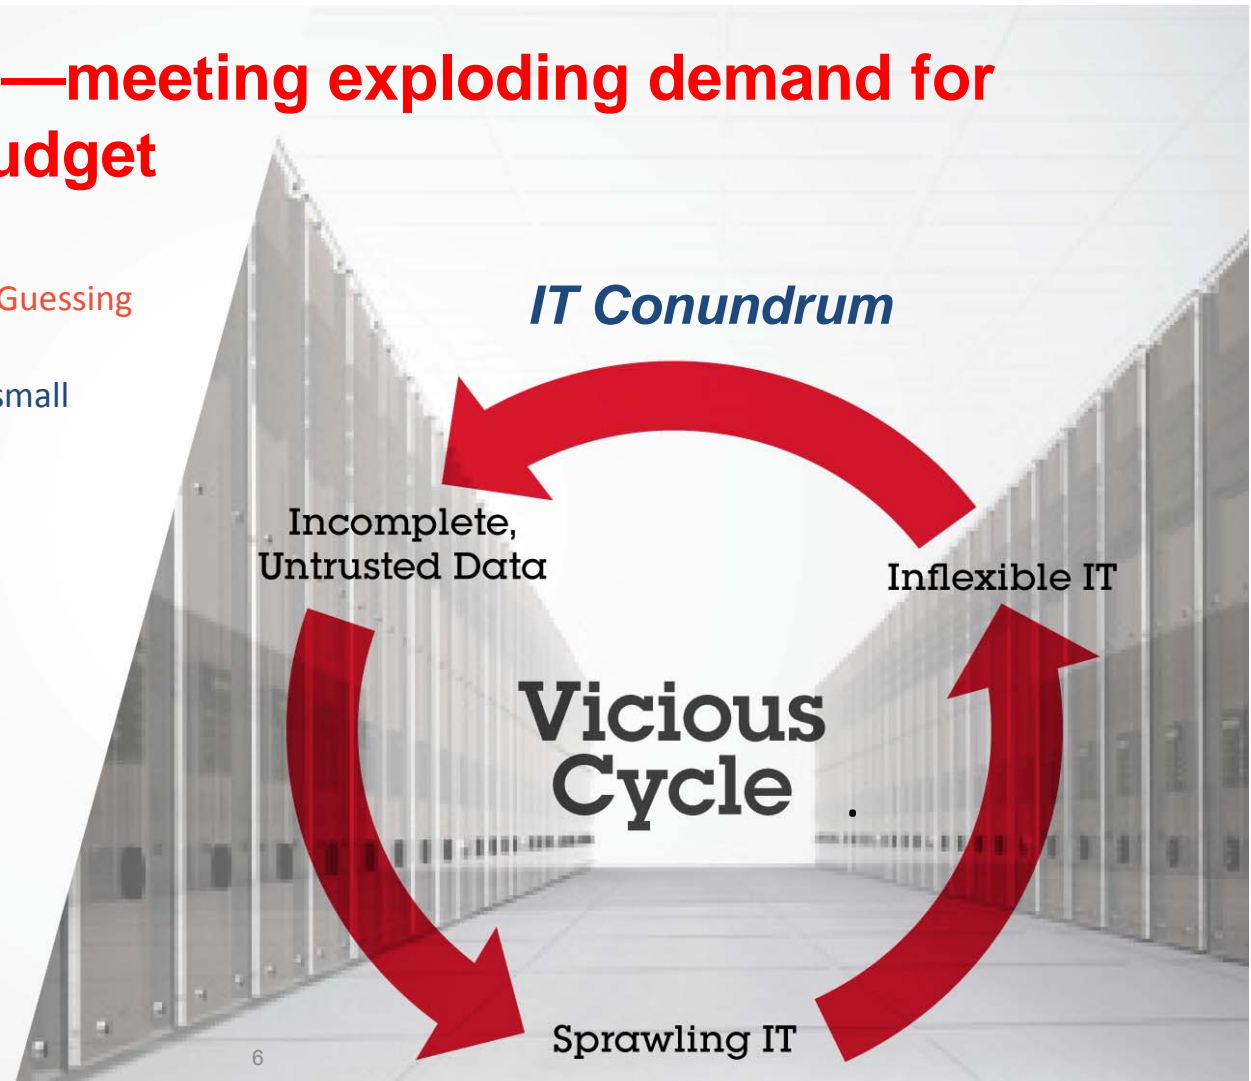 —meeting exploding demand for
udget
Guessing
small
IT Conundrum
Incomplete,
Untrusted Data
Inflexible IT
Vicious
Cycle
.
Sprawling IT
6